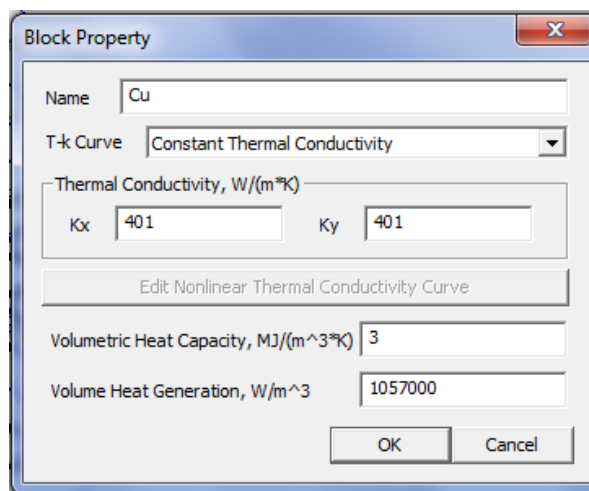 Block Property
Name Cu
T-k Curve Constant Thermal Conductivity
Thermal Conductivity, W/(m*K)
Kx 401 Ky 401
Edit Nonlinear Thermal Conductivity Curve
Volumetric Heat Capacity, MJ/(m^3*K) 3
Volume Heat Generation, W/m^3 1057000
OK Cancel